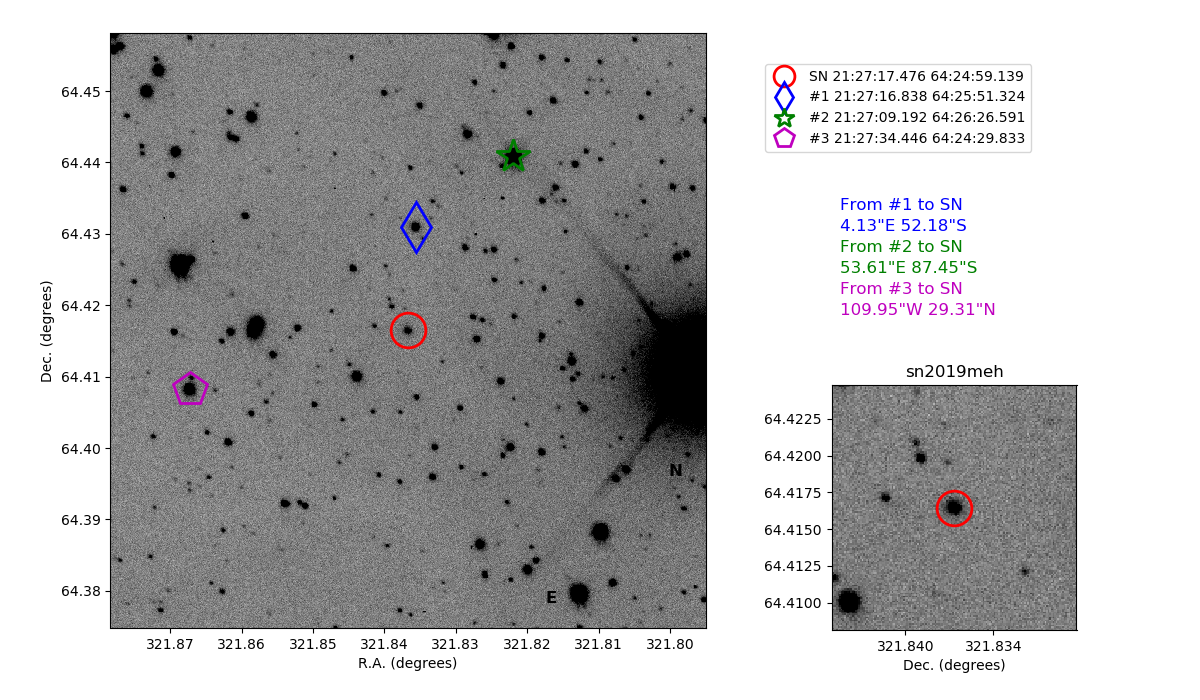 64.45
64.44
64.43
64.42
64.41
64.40
64.39
64.38
Dec. (degrees)
321.87 321.86 321.85 321.84 321.83 321.82 321.81 321.80
R.A. (degrees)
N
E
SN 21:27:17.476 64:24:59.139
#1 21:27:16.838 64:25:51.324
#2 21:27:09.192 64:26:26.591
#3 21:27:34.446 64:24:29.833
From #1 to SN
4.13"E 52.18"S
From #2 to SN
53.61"E 87.45"S
From #3 to SN
109.95"W 29.31"N
sn2019meh
64.4225
64.4200
64.4175
64.4150
64.4125
64.4100
321.840 321.834
Dec. (degrees)